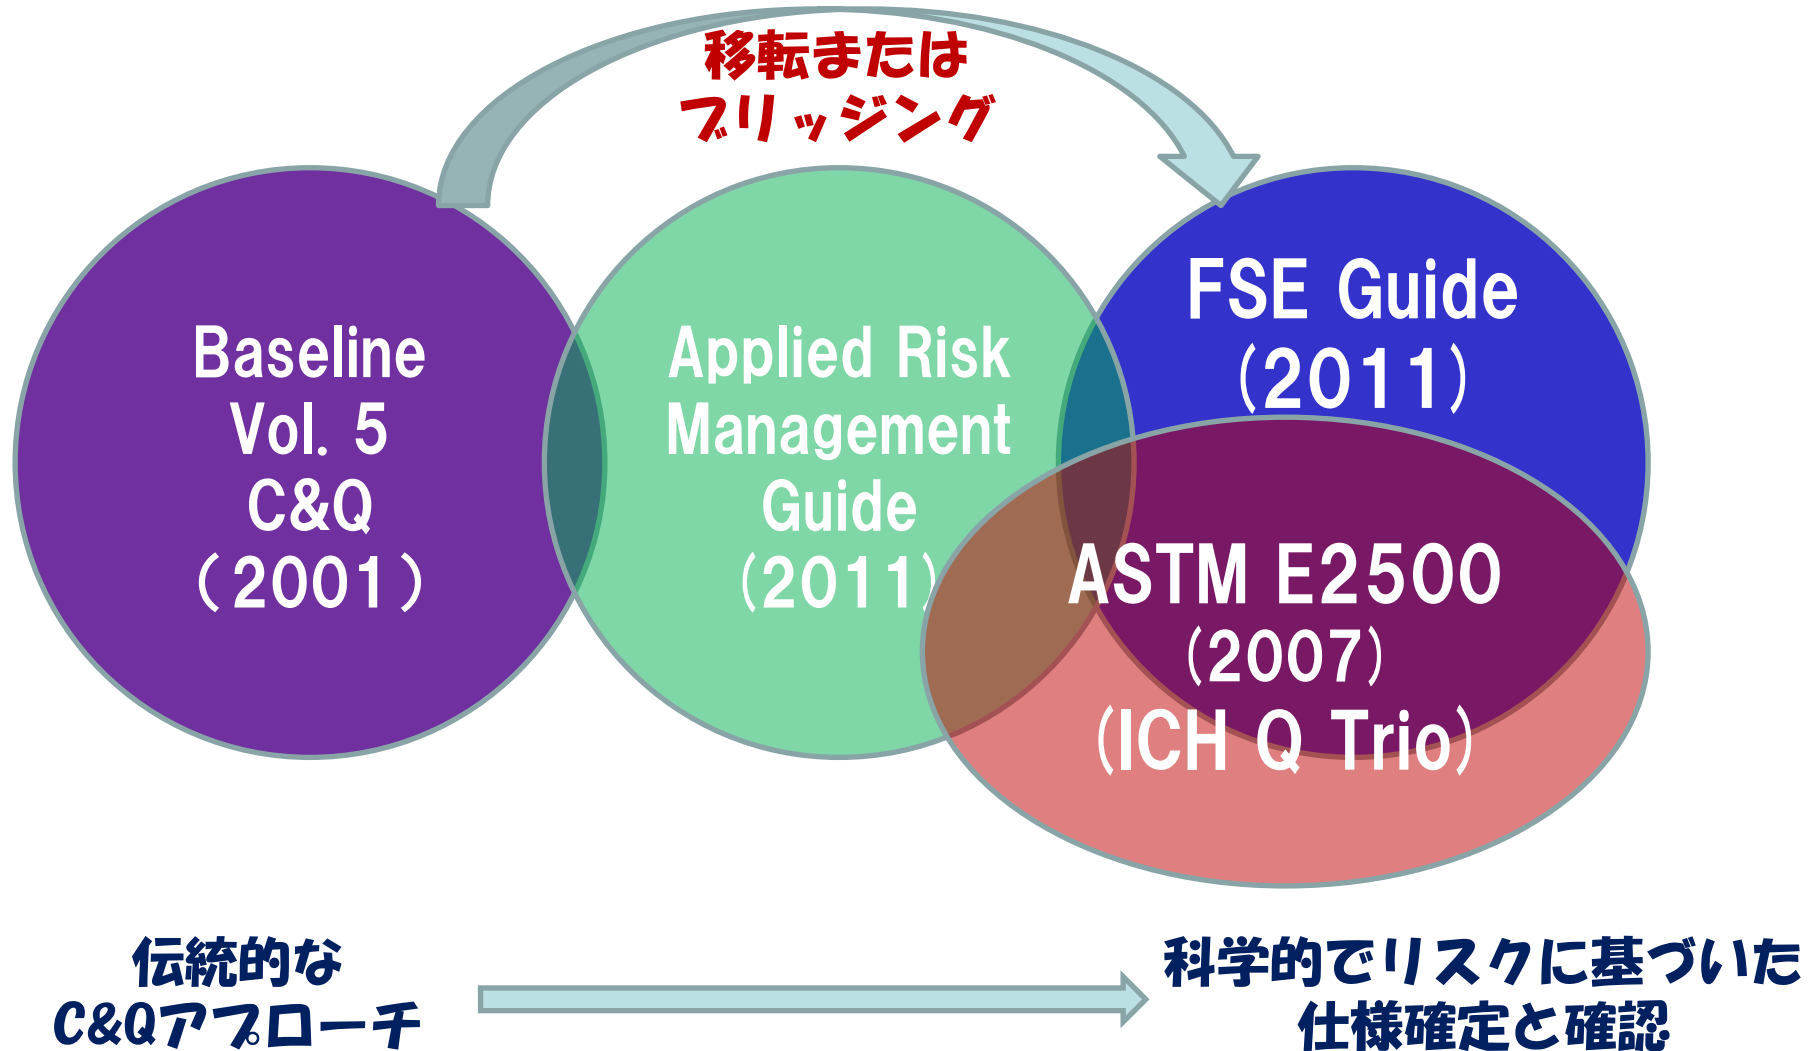 移転または
ブリッジング
Baseline
Vol. 5
C&Q
（2001）
Applied Risk
Management
Guide
(2011)
FSE Guide
(2011)
ASTM E2500
(2007)
(ICH Q Trio)
伝統的な
C&Qアプローチ
科学的でリスクに基づいた
仕様確定と確認